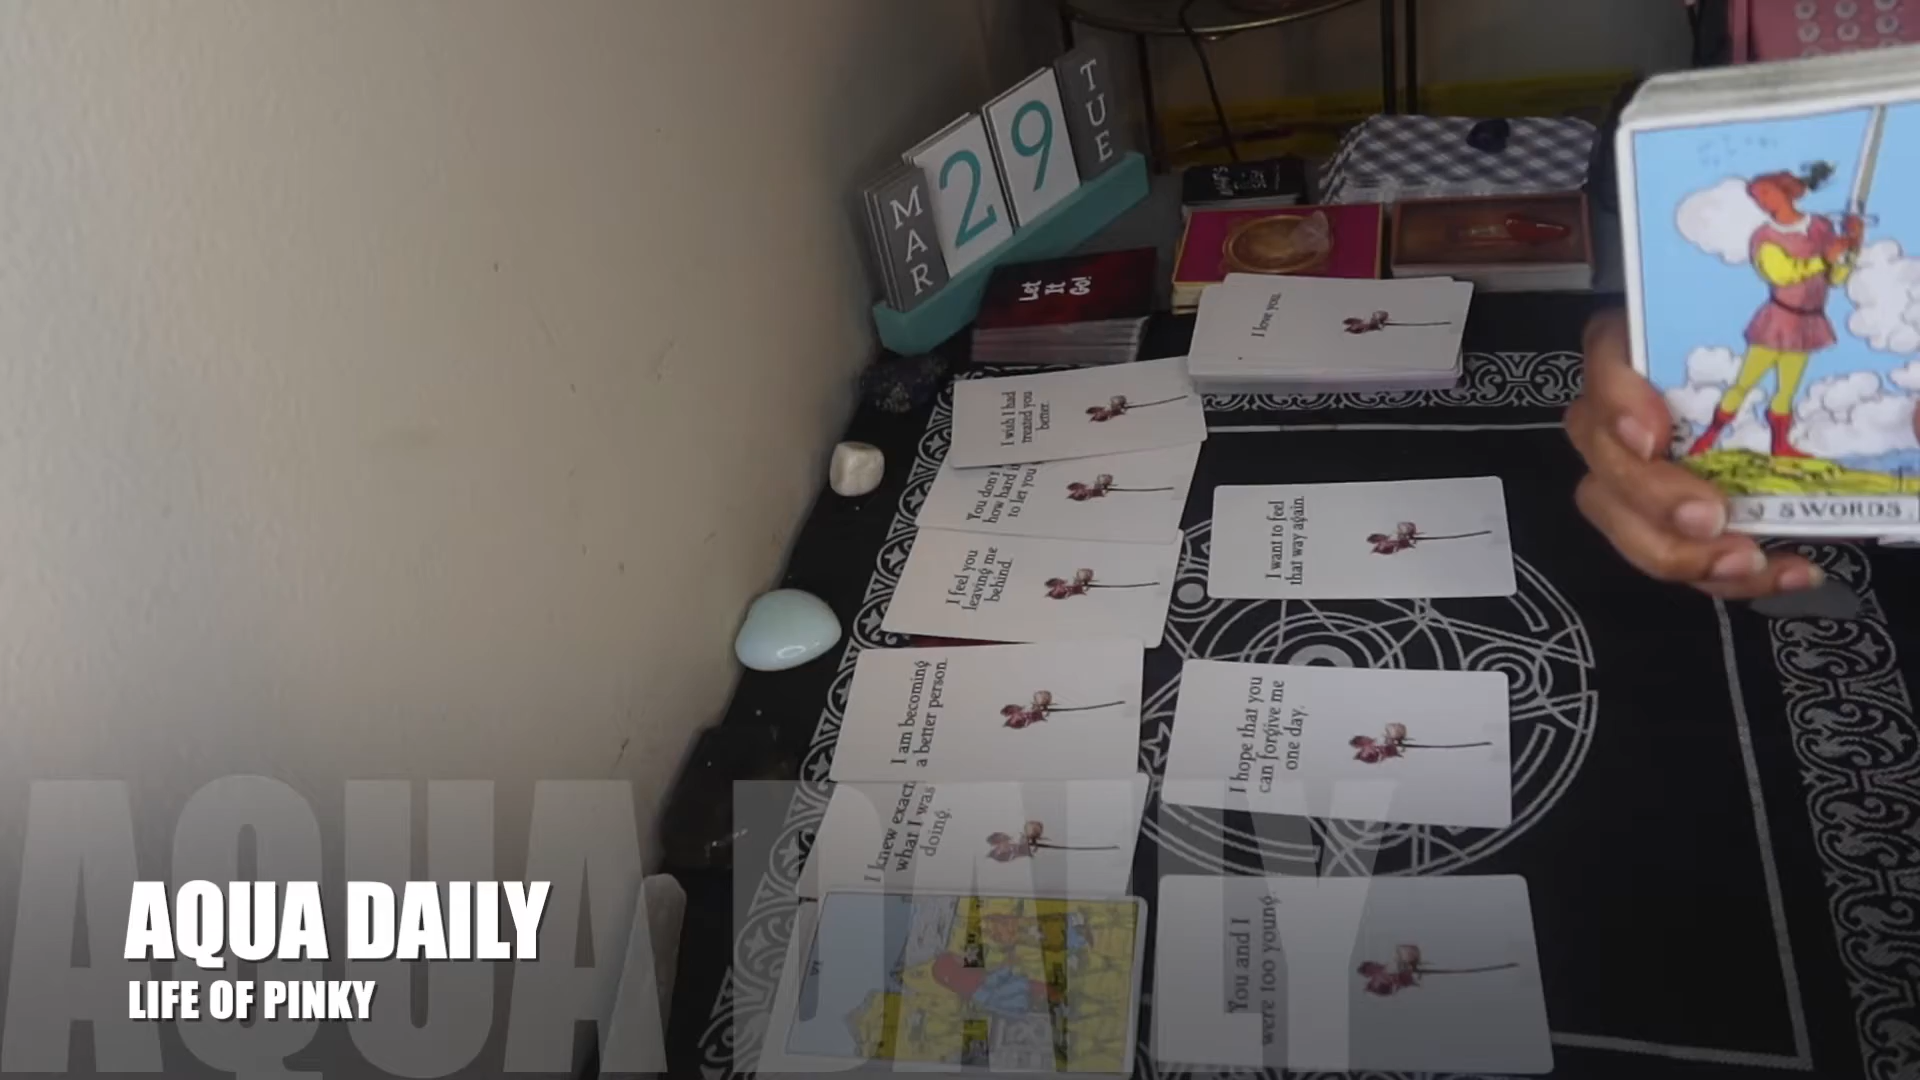 MAR
29
TUE
Let
It
Go!
I love you.
I wish I had
treated you
better.
You don't
how hard i
to let you
I feel you
leaving me
behind.
I want to feel
that way again.
I am becoming
a better person.
I hope that you
can forgive me
one day.
I knew exact
what I was
doing.
You and I
were too young
SWORDS
VI
AQUA DAILY
AQUA DAILY
LIFE OF PINKY